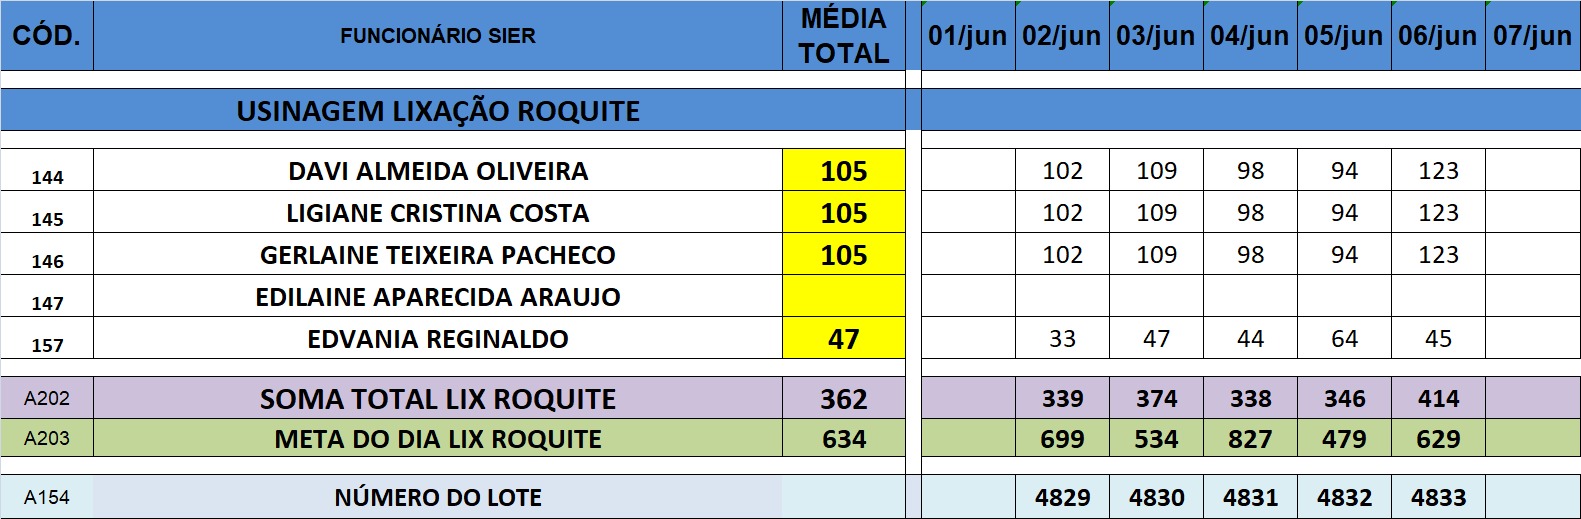 CÓD. FUNCIONÁRIO SIER MÉDIA TOTAL 01/jun 02/jun 03/jun 04/jun 05/jun 06/jun 07/jun
USINAGEM LIXAÇÃO ROQUITE
144 DAVI ALMEIDA OLIVEIRA 105 102 109 98 94 123
145 LIGIANE CRISTINA COSTA 105 102 109 98 94 123
146 GERLAINE TEIXEIRA PACHECO 105 102 109 98 94 123
147 EDILAINE APARECIDA ARAUJO
157 EDVANIA REGINALDO 47 33 47 44 64 45
A202 SOMA TOTAL LIX ROQUITE 362 339 374 338 346 414
A203 META DO DIA LIX ROQUITE 634 699 534 827 479 629
A154 NÚMERO DO LOTE 4829 4830 4831 4832 4833